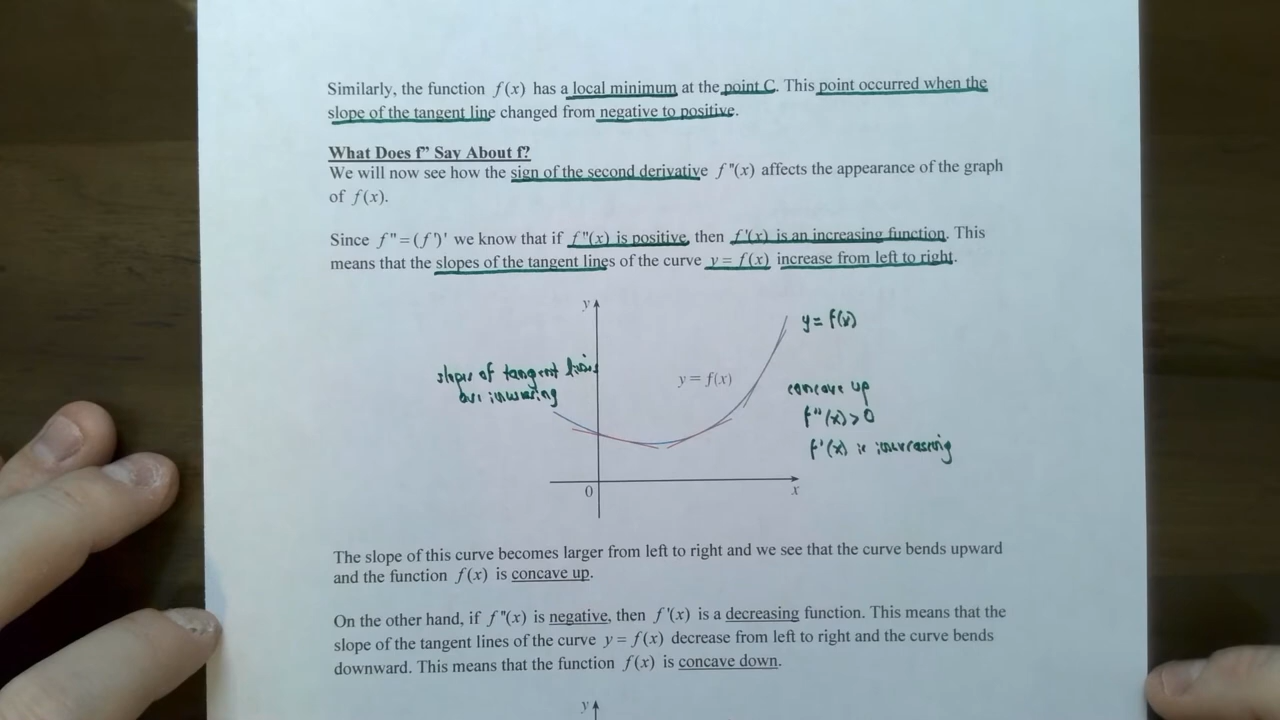 Similarly, the function f(x) has a local minimum at the point C. This point occurred when the
slope of the tangent line changed from negative to positive.
What Does f" Say About f?
We will now see how the sign of the second derivative f "(x) affects the appearance of the graph
of f(x).
Since f" = (f')' we know that if f "(x) is positive, then f '(x) is an increasing function. This
means that the slopes of the tangent lines of the curve y = f(x) increase from left to right.
y
y = f(x)
slopes of tangent lines
are increasing
y = f(x)
concave up
f"(x) > 0
f'(x) is increasing
0
x
The slope of this curve becomes larger from left to right and we see that the curve bends upward
and the function f(x) is concave up.
On the other hand, if f "(x) is negative, then f '(x) is a decreasing function. This means that the
slope of the tangent lines of the curve y = f(x) decrease from left to right and the curve bends
downward. This means that the function f(x) is concave down.
y